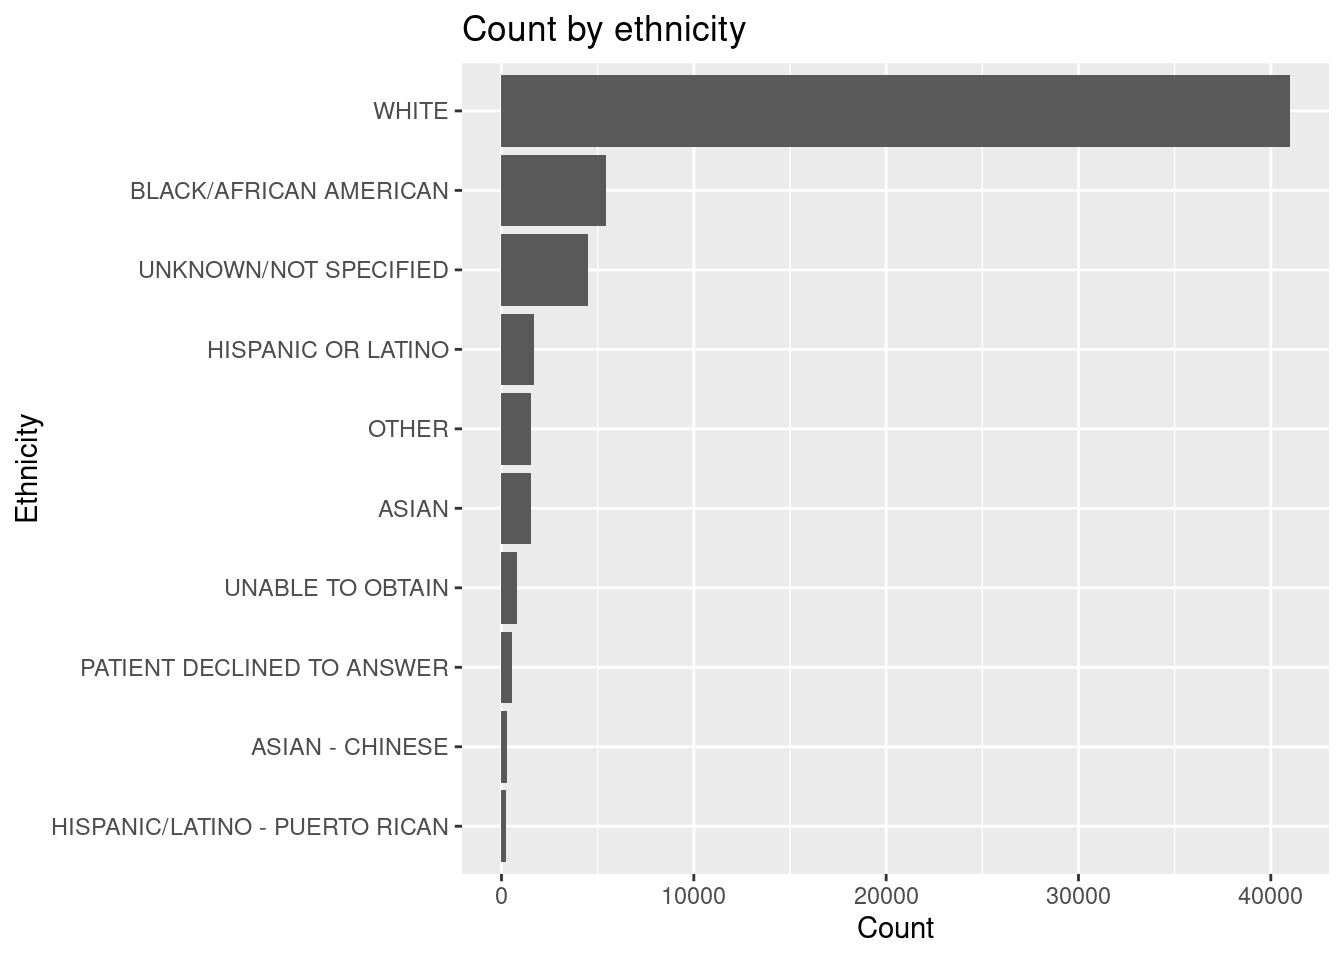 Count by ethnicity
Ethnicity
WHITE
BLACK/AFRICAN AMERICAN
UNKNOWN/NOT SPECIFIED
HISPANIC OR LATINO
OTHER
ASIAN
UNABLE TO OBTAIN
PATIENT DECLINED TO ANSWER
ASIAN - CHINESE
HISPANIC/LATINO - PUERTO RICAN
0 10000 20000 30000 40000
Count